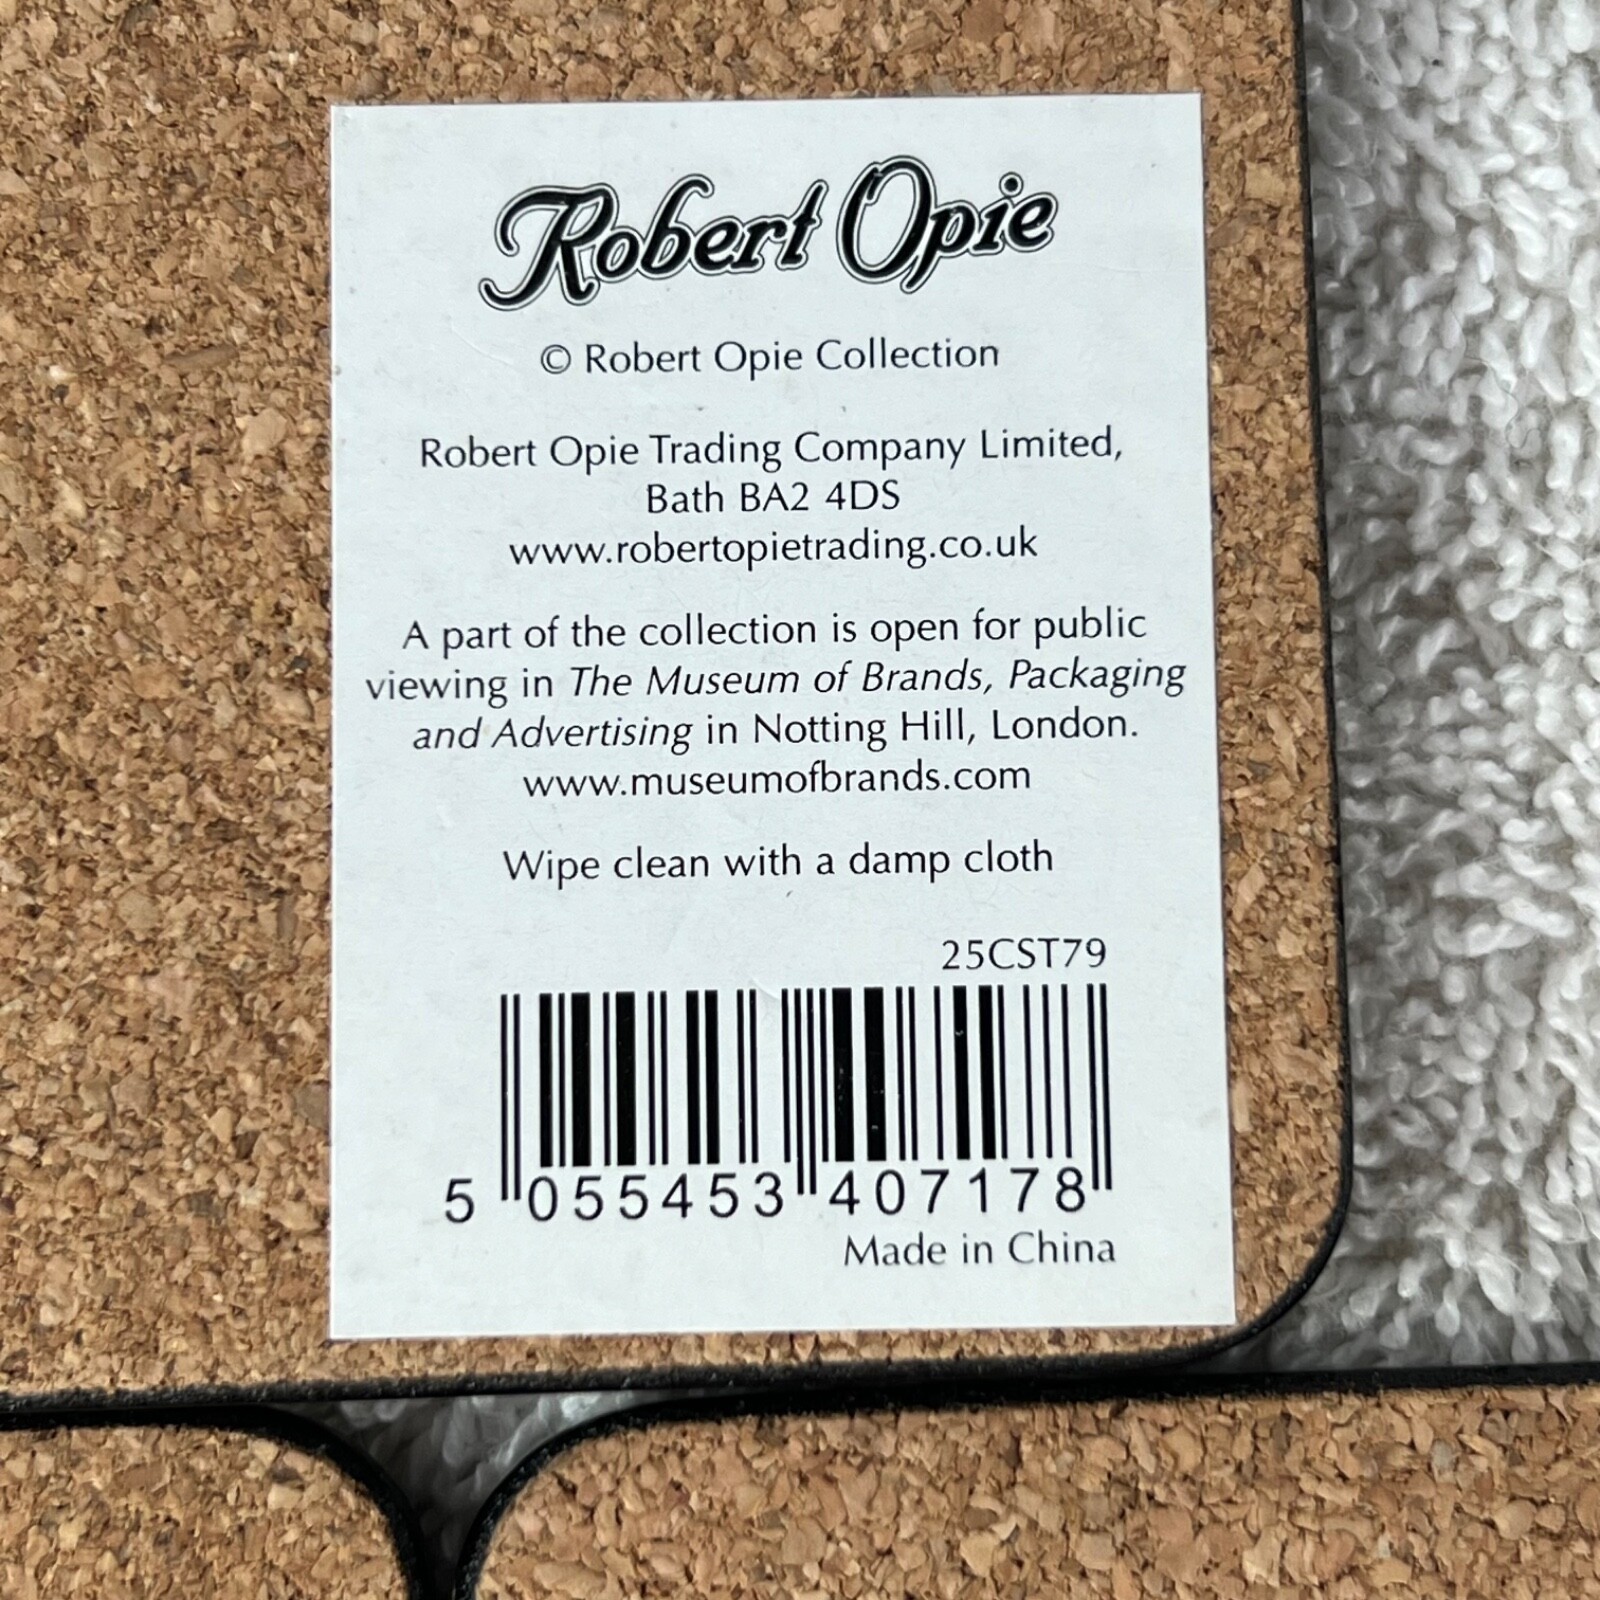 Robert Opie
© Robert Opie Collection
Robert Opie Trading Company Limited,
Bath BA2 4DS
www.robertopietrading.co.uk
A part of the collection is open for public
viewing in The Museum of Brands, Packaging
and Advertising in Notting Hill, London.
www.museumofbrands.com
Wipe clean with a damp cloth
25CST79
5 055453 407178
Made in China